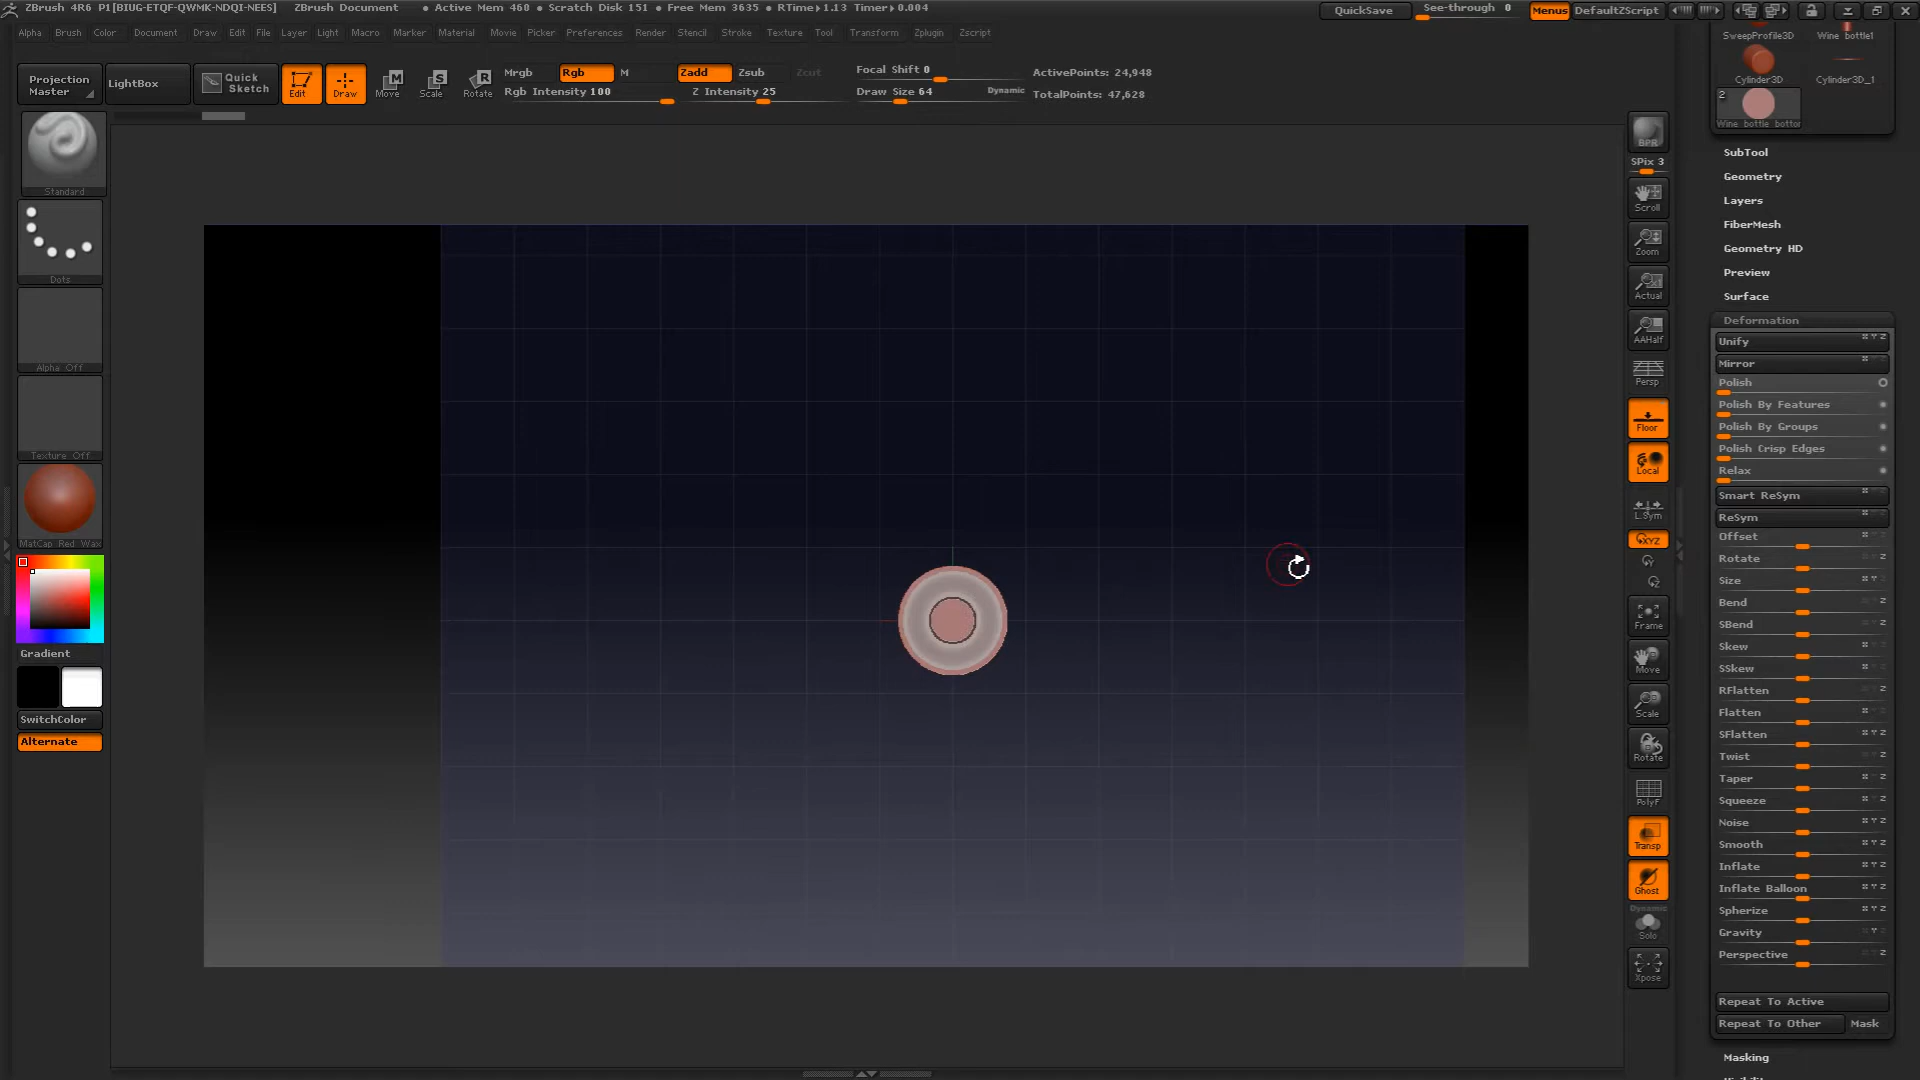 ZBrush 4R6 P1[BIUG-ETQF-QWMK-NDQI-NEES] ZBrush Document • Active Mem 460 • Scratch Disk 151 • Free Mem 3635 • RTime▸1.13 Timer▸0.004 QuickSave See-through 0 Menus DefaultZScript
Alpha Brush Color Document Draw Edit File Layer Light Macro Marker Material Movie Picker Preferences Render Stencil Stroke Texture Tool Transform Zplugin Zscript
Projection Master
LightBox
Quick Sketch
Edit
Draw
Move
Scale
Rotate
Mrgb Rgb M
Rgb Intensity 100
Zadd Zsub Zcut
Z Intensity 25
Focal Shift 0
Draw Size 64 Dynamic
ActivePoints: 24,948
TotalPoints: 47,628
Standard
Dots
Alpha Off
Texture Off
MatCap Red Wax
Gradient
SwitchColor
Alternate
BPR
SPix 3
Scroll
Zoom
Actual
AAHalf
Persp
Floor
Local
L.Sym
XYZ
Y
Z
Frame
Move
Scale
Rotate
PolyF
Transp
Ghost
Dynamic
Solo
Xpose
SweepProfile3D Wine bottle1
Cylinder3D Cylinder3D_1
2
Wine bottle bottor
SubTool
Geometry
Layers
FiberMesh
Geometry HD
Preview
Surface
Deformation
Unify
Mirror
Polish
Polish By Features
Polish By Groups
Polish Crisp Edges
Relax
Smart ReSym
ReSym
Offset
Rotate
Size
Bend
SBend
Skew
SSkew
RFlatten
Flatten
SFlatten
Twist
Taper
Squeeze
Noise
Smooth
Inflate
Inflate Balloon
Spherize
Gravity
Perspective
Repeat To Active
Repeat To Other Mask
Masking